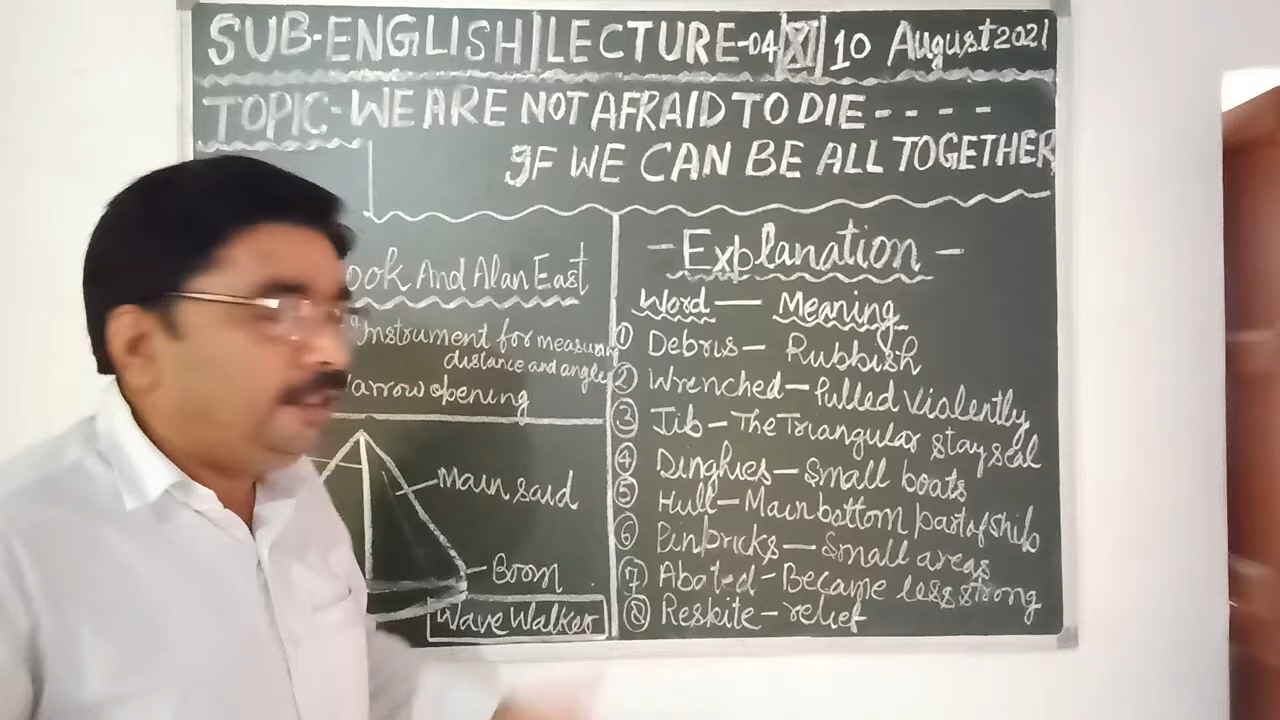 SUB-ENGLISH|LECTURE-04|XI|10 August 2021
TOPIC-WE ARE NOT AFRAID TO DIE----
IF WE CAN BE ALL TOGETHER
ook And Alan East
Instrument for measuring
distance and angle
arrow opening
Main said
Boom
Wave Walker
- Explanation -
Word — Meaning
① Debris — Rubbish
② Wrenched — Pulled Violently
③ Jib — The Triangular stay seal
④ Dinghies — Small boats
⑤ Hull — Main bottom part of ship
⑥ Pinpricks — Small areas
⑦ Abated — Became less strong
⑧ Respite — relief